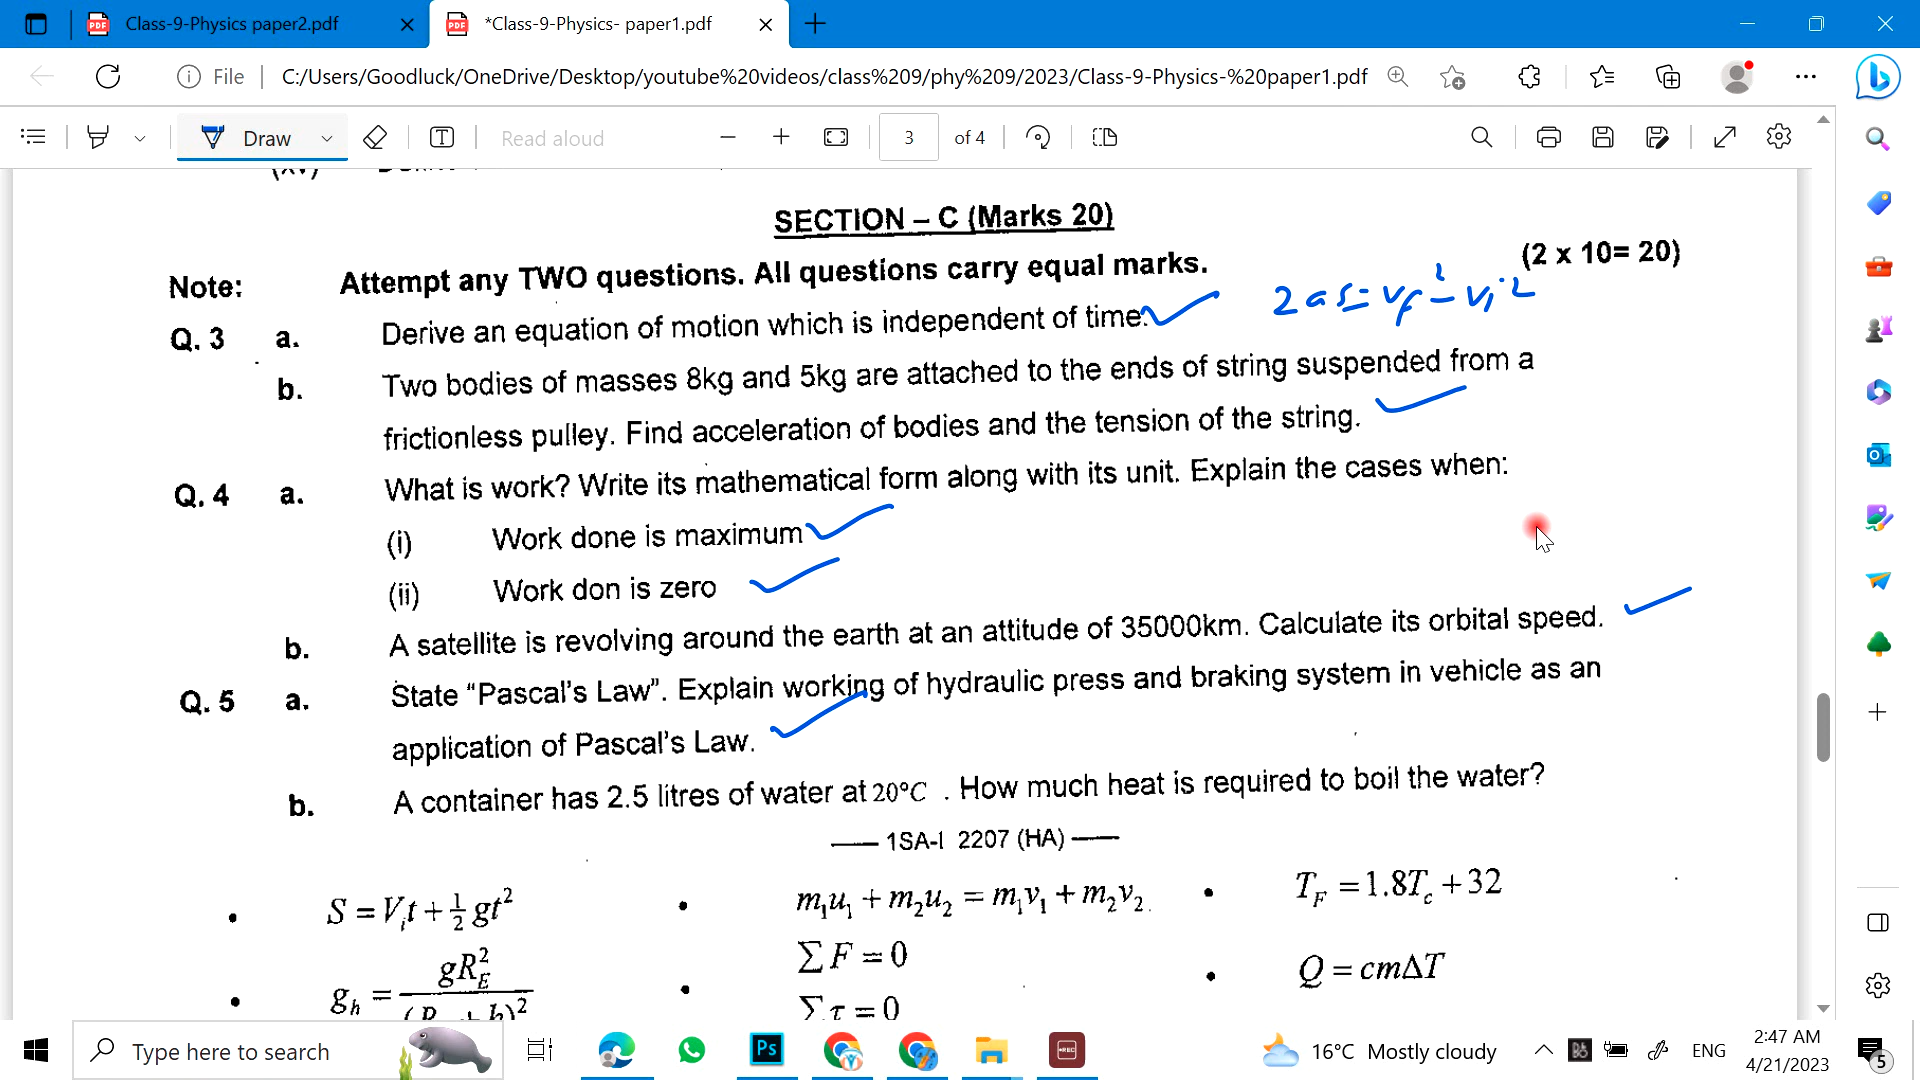 Class-9-Physics paper2.pdf
*Class-9-Physics- paper1.pdf
File
C:/Users/Goodluck/OneDrive/Desktop/youtube%20videos/class%209/phy%209/2023/Class-9-Physics-%20paper1.pdf
Draw
Read aloud
3 of 4
SECTION – C (Marks 20)
(2 x 10= 20)
Note: Attempt any TWO questions. All questions carry equal marks.
2as = vf² - vi²
Q. 3 a. Derive an equation of motion which is independent of time.
b. Two bodies of masses 8kg and 5kg are attached to the ends of string suspended from a
frictionless pulley. Find acceleration of bodies and the tension of the string.
Q. 4 a. What is work? Write its mathematical form along with its unit. Explain the cases when:
(i) Work done is maximum
(ii) Work don is zero
b. A satellite is revolving around the earth at an attitude of 35000km. Calculate its orbital speed.
Q. 5 a. State “Pascal’s Law”. Explain working of hydraulic press and braking system in vehicle as an
application of Pascal’s Law.
b. A container has 2.5 litres of water at 20°C . How much heat is required to boil the water?
—— 1SA-I 2207 (HA) ——
• S = Vᵢt + ½ gt² • m₁u₁ + m₂u₂ = m₁v₁ + m₂v₂ • T_F = 1.8T_c + 32
∑F = 0
• g_h = gR_E² • ∑τ = 0 • Q = cmΔT
Type here to search
Ps
REC
16°C Mostly cloudy
ENG
2:47 AM
4/21/2023
5